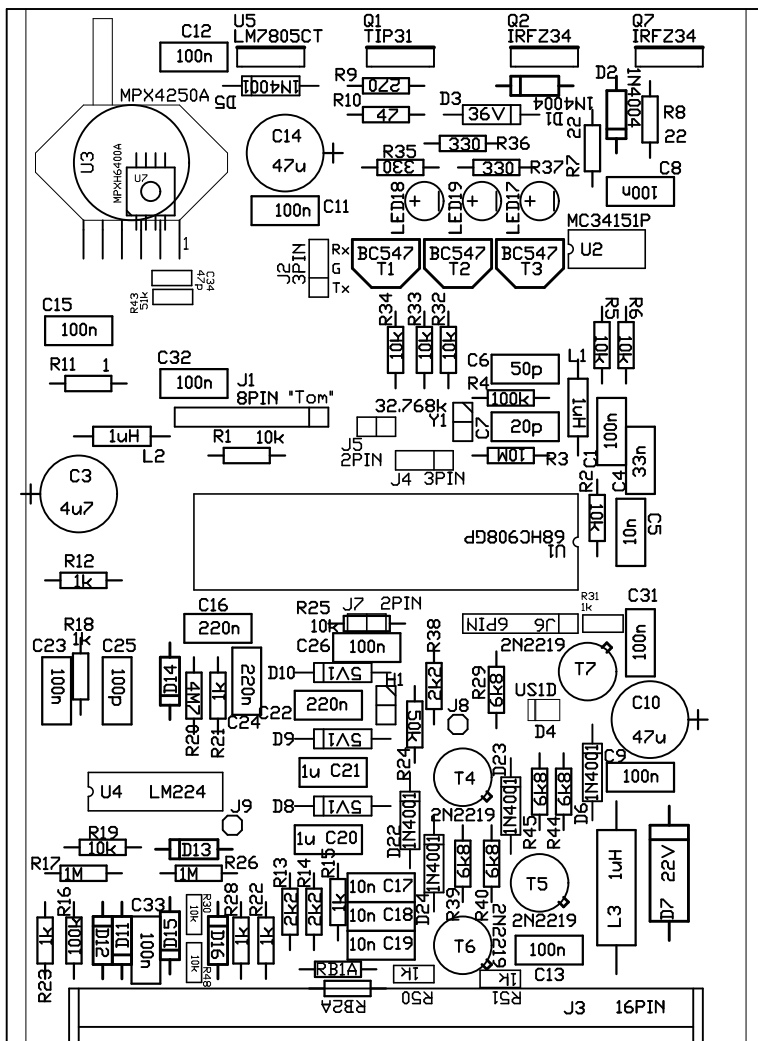 C12
100n
U5
LM7805CT
Q1
TIP31
Q2
IRFZ34
Q7
IRFZ34
MPX4250A
D5
1N4001
R9
270
R10
47
D3
36V
1N4004
D1
D2
1N4004
R8
22
R7
22
U3
MPXH6400A
U7
C14
47u
330
R36
R35
330
330
R37
C8
100n
C11
100n
LED18
LED19
LED17
MC34151P
U2
1
J2
3PIN
Rx
G
Tx
BC547
T1
BC547
T2
BC547
T3
C34
47p
R43
51k
C15
100n
R34
10k
R33
10k
R32
10k
R5
10k
R6
10k
R11
1
C32
100n
C6
50p
L1
1uH
J1
8PIN "Tom"
R4
100k
32.768k
Y1
C7
20p
C1
100n
C4
33n
1uH
L2
R1
10k
J5
2PIN
J4
3PIN
10M
R3
C3
4u7
R2
10k
C5
10n
68HC908GP
U1
R12
1k
C16
220n
R25
10k
J7
2PIN
C26
100n
6PIN
J6
R31
1k
C31
100n
2N2219
T7
R18
1k
C23
100n
C25
100p
D14
4M7
R20
1k
R21
220n
C24
D10
5V1
H1
R38
2k2
R29
6k8
US1D
D4
C22
220n
J8
50k
R24
C10
47u
D9
5V1
1u C21
C9
100n
T4
2N2219
D23
1N4001
6k8
R45
6k8
R44
1N4001
D6
U4
LM224
J9
D8
5V1
1u C20
1N4001
D22
1N4001
D24
R19
10k
D13
R17
1M
1M
R26
6k8
R39
6k8
R40
T5
2N2219
1uH
L3
22V
D7
R16
100k
1k
R23
D12
D11
C33
100n
D15
R30
10k
10k
R48
D16
R28
1k
R22
1k
R13
2k2
R14
2k2
R15
1k
10n C17
10n C18
10n C19
T6
2N2219
100n
C13
RB1A
RB2A
1k
R50
1K
R51
J3
16PIN